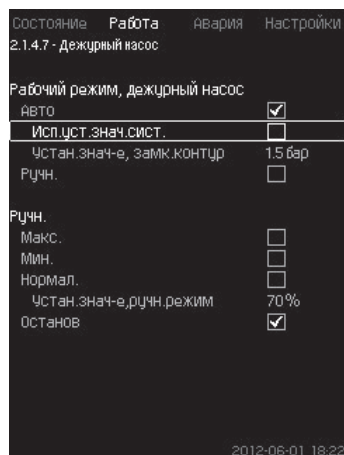 Состояние Работа Авария Настройки
2.1.4.7 - Дежурный насос
Рабочий режим, дежурный насос
Авто
Исп.уст.знач.сист.
Устан.знач-е, замк.контур 1.5 бар
Ручн.
Ручн.
Макс.
Мин.
Нормал.
Устан.знач-е,ручн.режим 70%
Останов
2012-06-01 18:22